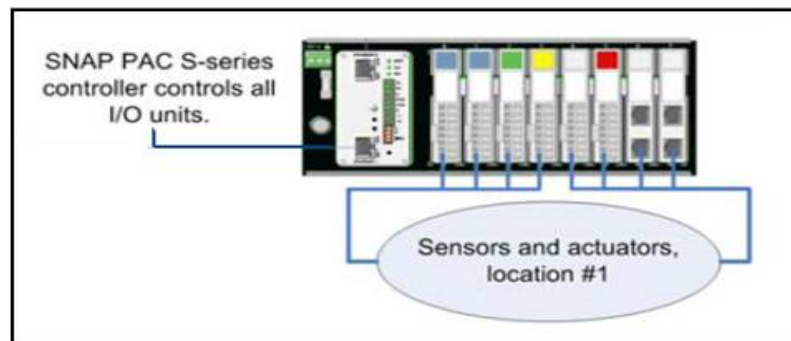 SNAP PAC S-series
controller controls all
I/O units.
Sensors and actuators,
location #1